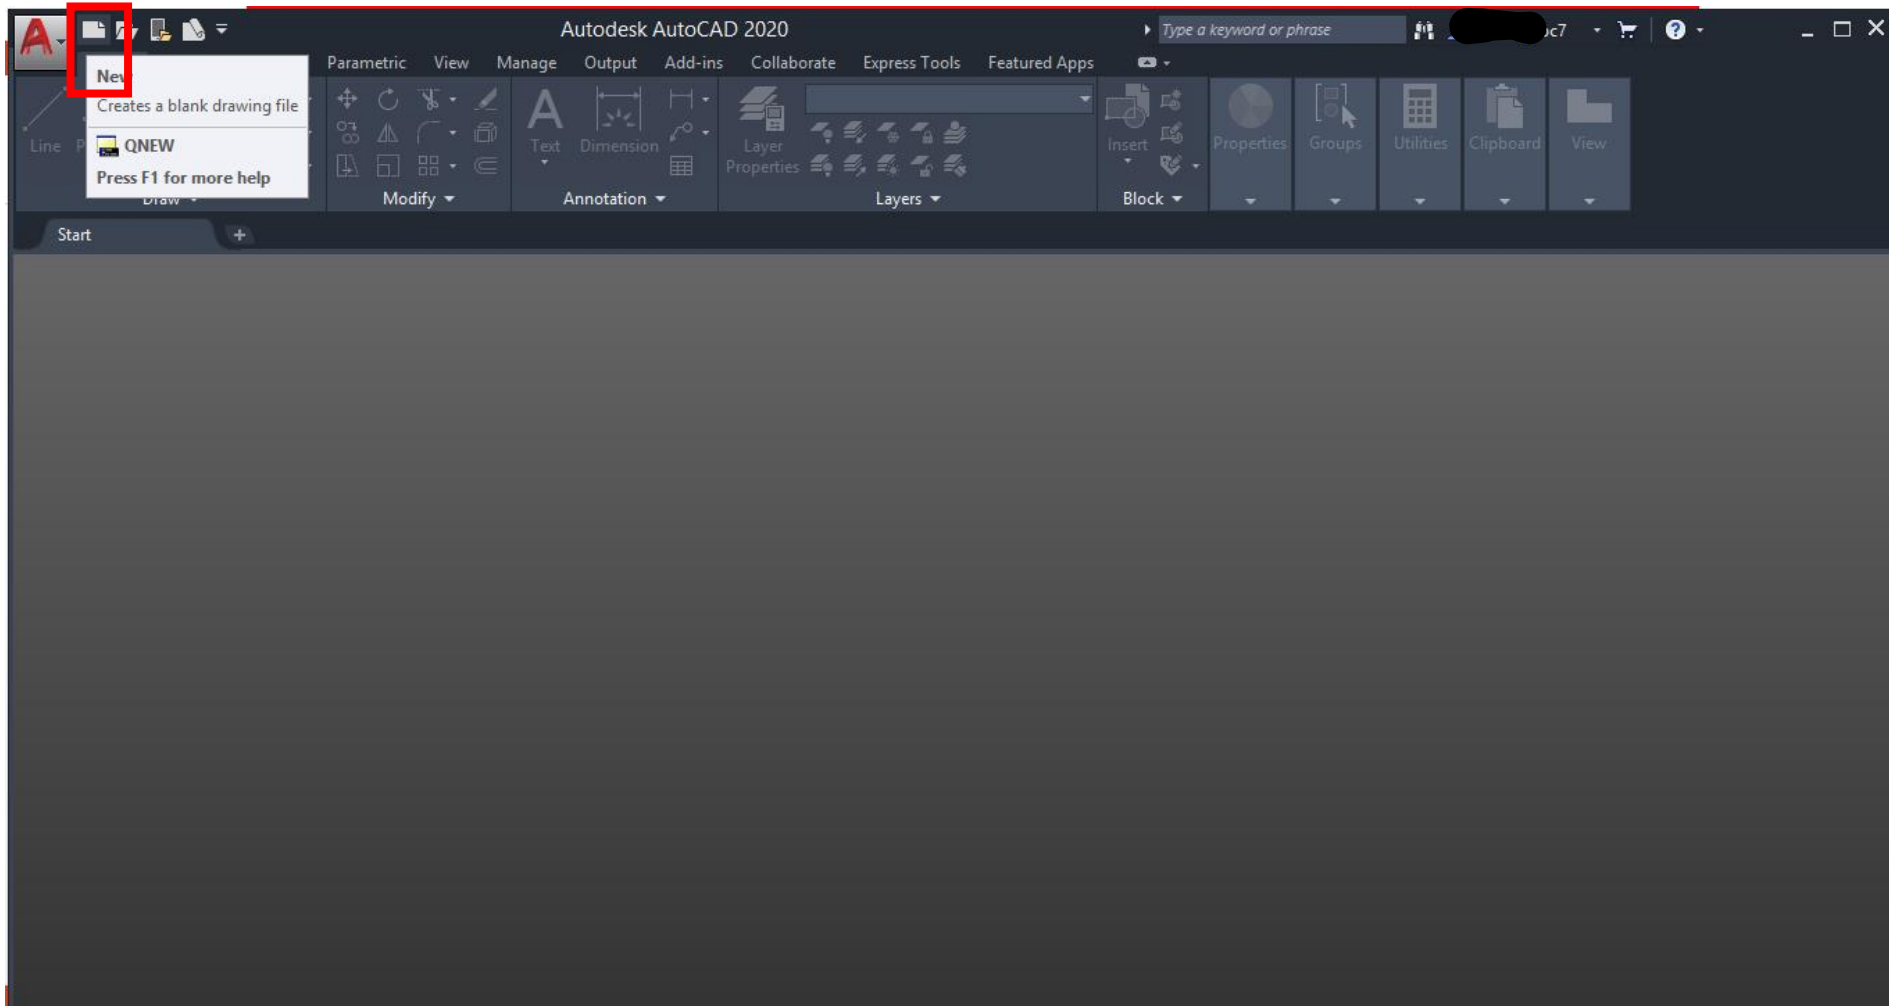 Autodesk AutoCAD 2020
Type a keyword or phrase
Parametric View Manage Output Add-ins Collaborate Express Tools Featured Apps
New
Creates a blank drawing file
QNEW
Press F1 for more help
Line
Text
Dimension
Layer
Properties
Insert
Properties
Groups
Utilities
Clipboard
View
Draw
Modify
Annotation
Layers
Block
Start